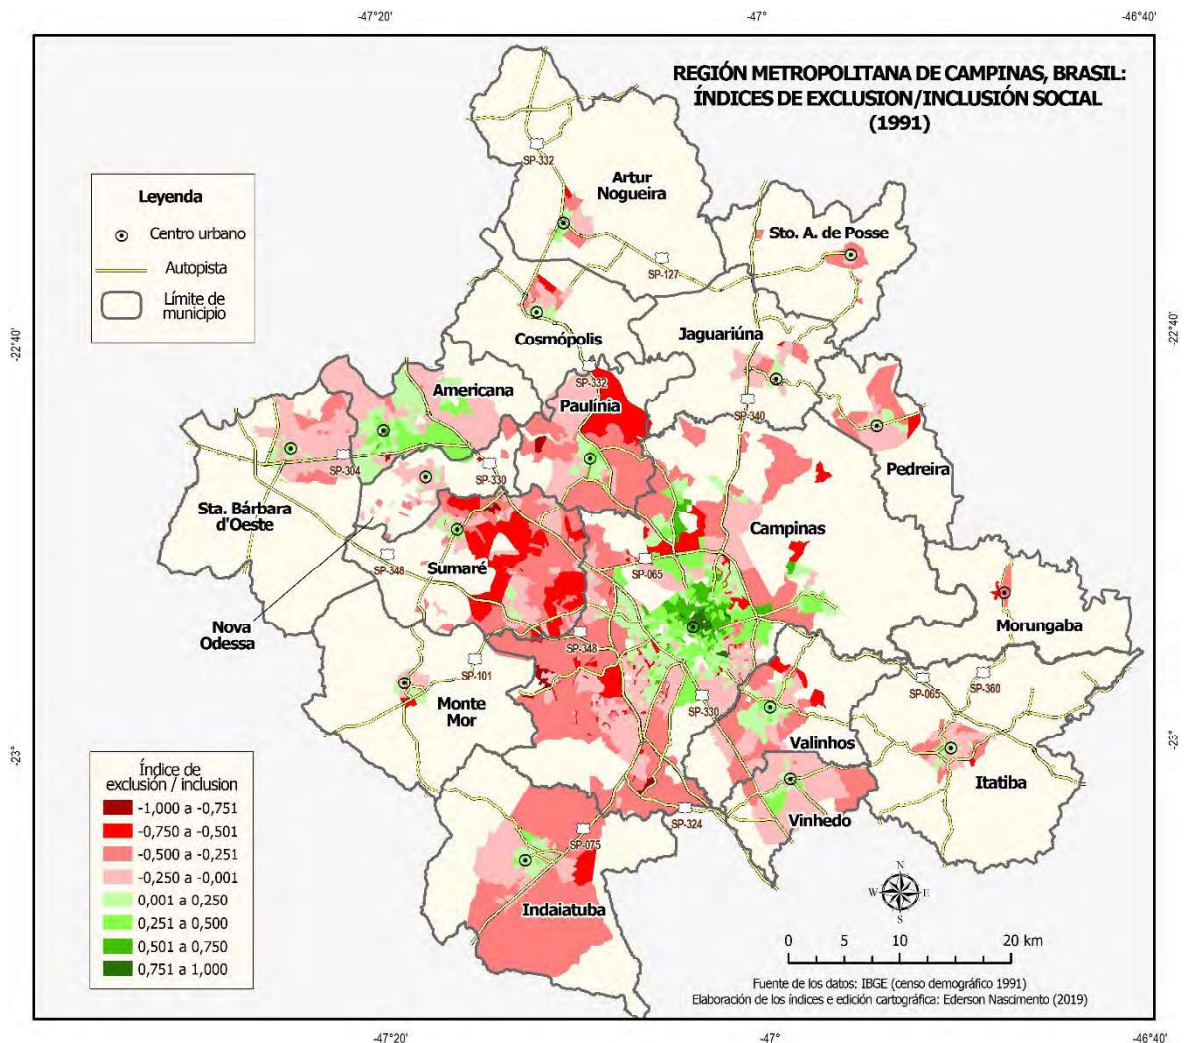 -47°20'
-47°
-46°40'
REGIÓN METROPOLITANA DE CAMPINAS, BRASIL:
ÍNDICES DE EXCLUSION/INCLUSIÓN SOCIAL
(1991)
Leyenda
Centro urbano
Autopista
Límite de
municipio
SP-332
Artur
Nogueira
Sto. A. de Posse
SP-127
-22°40'
-22°40'
Cosmópolis
Jaguariúna
SP-332
Americana
Paulínia
SP-340
Pedreira
SP-304
SP-330
Sta. Bárbara
d'Oeste
Campinas
SP-348
Sumaré
SP-065
Nova
Odessa
SP-348
Morungaba
SP-101
SP-065
SP-360
Monte
Mor
SP-330
Valinhos
-23°
-23°
Itatiba
Vinhedo
SP-324
SP-075
Indaiatuba
Índice de
exclusión / inclusion
-1,000 a -0,751
-0,750 a -0,501
-0,500 a -0,251
-0,250 a -0,001
0,001 a 0,250
0,251 a 0,500
0,501 a 0,750
0,751 a 1,000
N
W E
S
0 5 10 20 km
Fuente de los datos: IBGE (censo demográfico 1991)
Elaboración de los índices e edición cartográfica: Ederson Nascimento (2019)
-47°20'
-47°
-46°40'